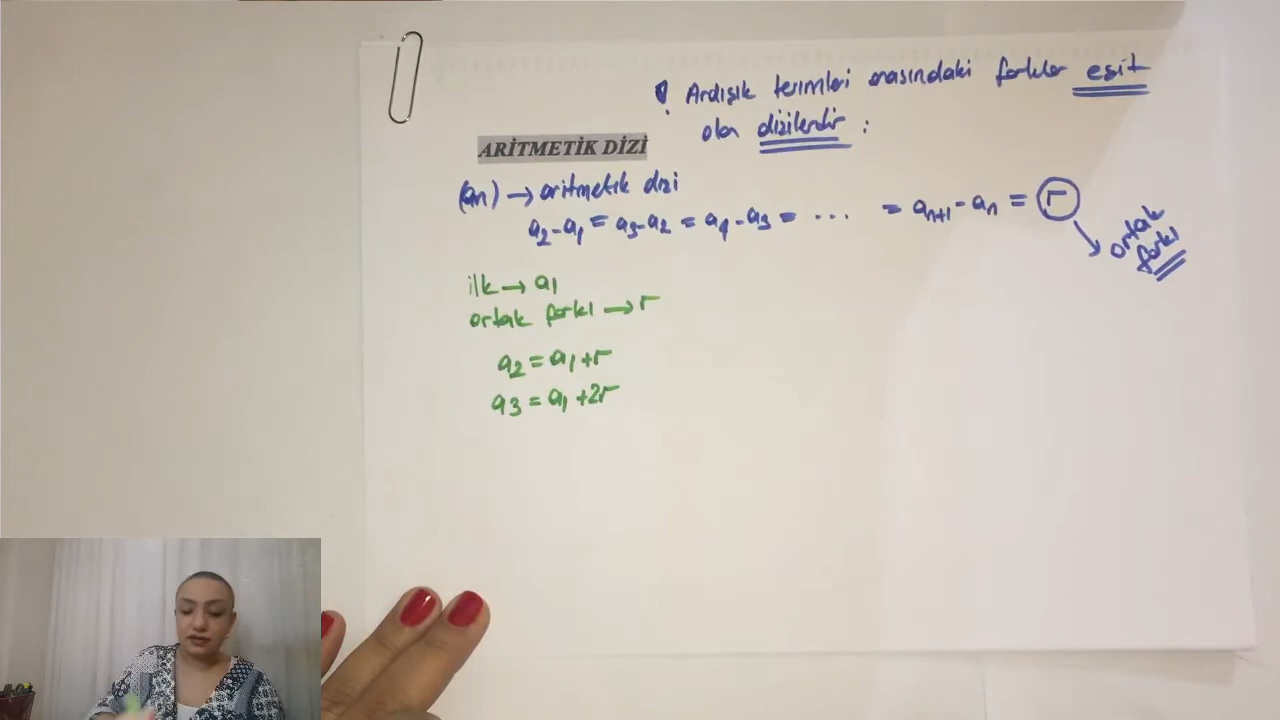 Ardışık terimleri arasındaki farklar eşit
olan dizilerdir :
ARİTMETİK DİZİ
(an) → aritmetik dizi
a2-a1 = a3-a2 = a4-a3 = ... = an+1 - an = r
ortak
farkı
ilk → a1
ortak farkı → r
a2 = a1+r
a3 = a1+2r